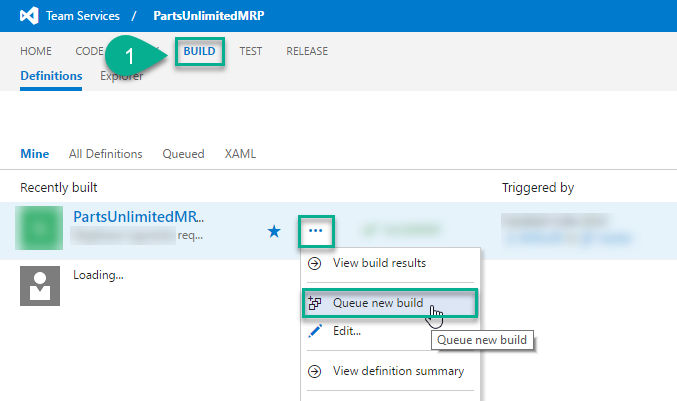 Team Services / PartsUnlimitedMRP
HOME CODE BUILD TEST RELEASE
1
Definitions Explorer
Mine All Definitions Queued XAML
Recently built Triggered by
PartsUnlimitedMR...
req...
...
Loading...
View build results
Queue new build
Edit...
Queue new build
View definition summary